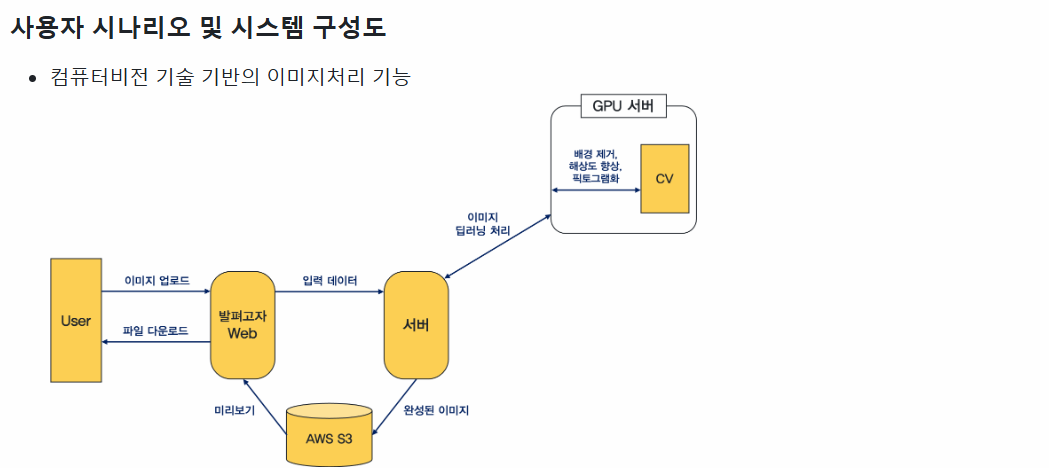 사용자 시나리오 및 시스템 구성도
컴퓨터비전 기술 기반의 이미지처리 기능
GPU 서버
배경 제거,
해상도 향상,
픽토그램화
CV
이미지
딥러닝 처리
User
이미지 업로드
파일 다운로드
발펴고자
Web
입력 데이터
서버
미리보기
AWS S3
완성된 이미지